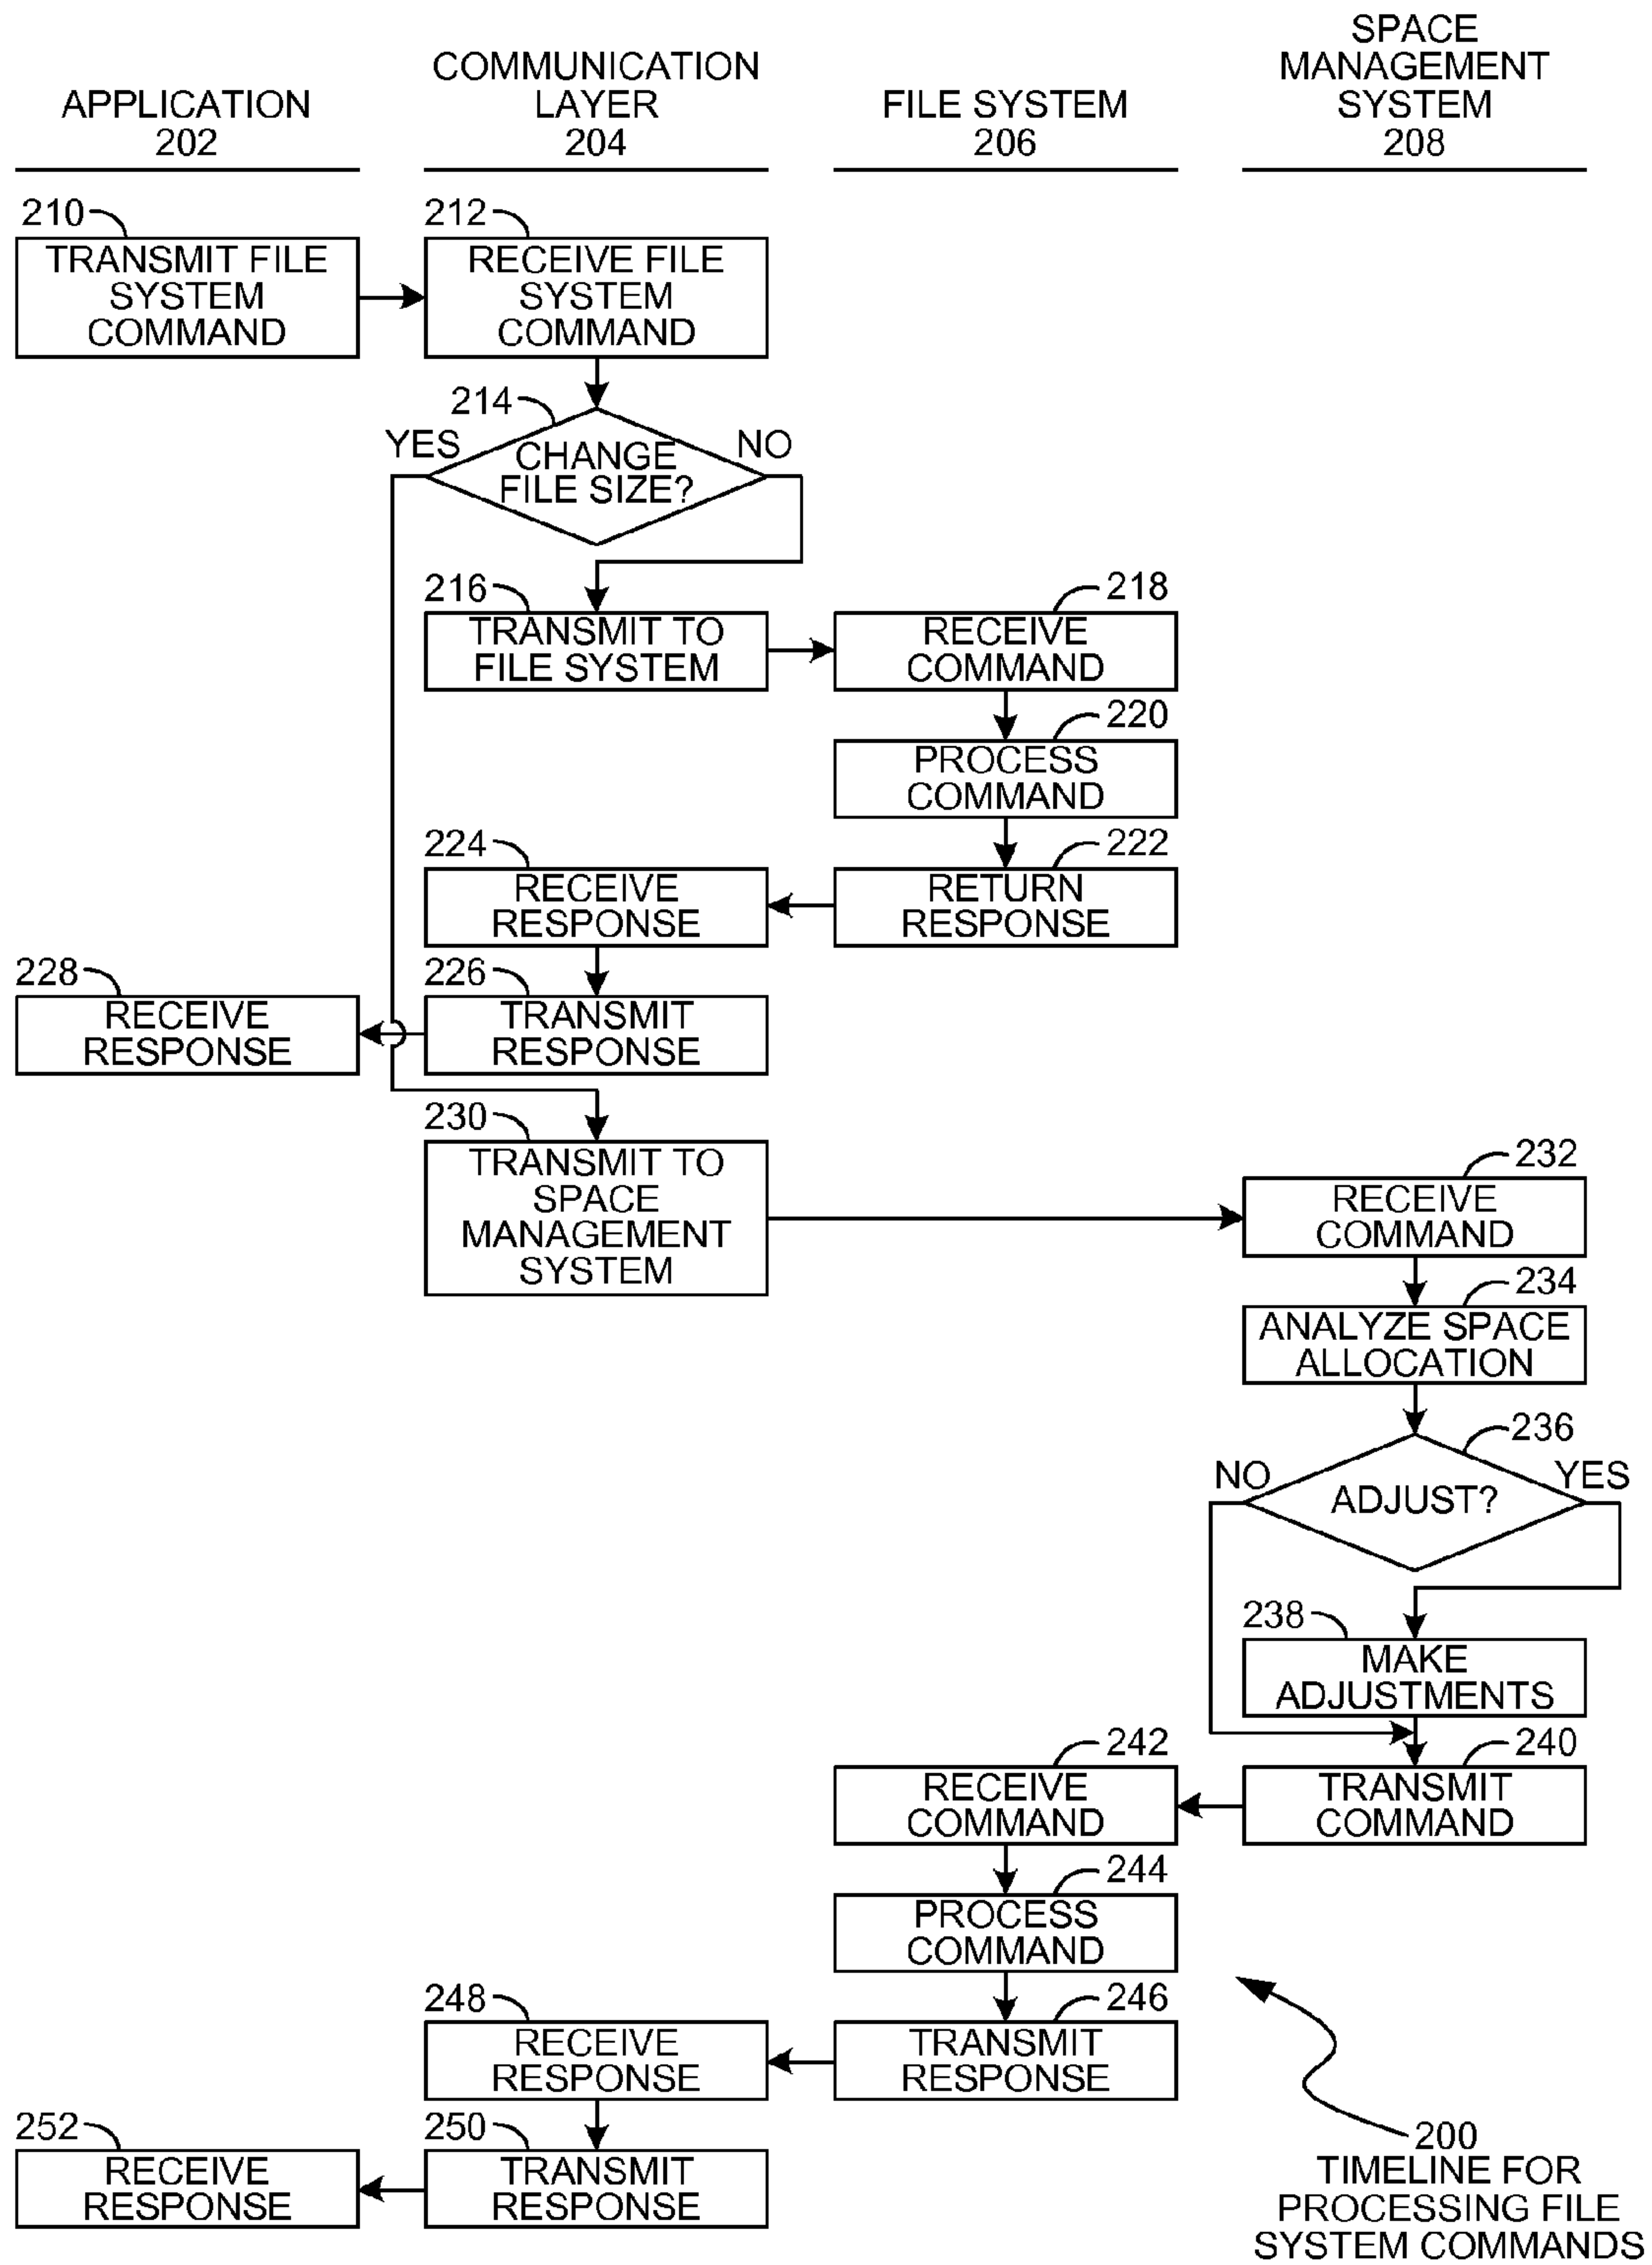 APPLICATION
202
COMMUNICATION
LAYER
204
FILE SYSTEM
206
SPACE
MANAGEMENT
SYSTEM
208
210
TRANSMIT FILE
SYSTEM
COMMAND
212
RECEIVE FILE
SYSTEM
COMMAND
214
YES
NO
CHANGE
FILE SIZE?
216
TRANSMIT TO
FILE SYSTEM
218
RECEIVE
COMMAND
220
PROCESS
COMMAND
222
RETURN
RESPONSE
224
RECEIVE
RESPONSE
226
TRANSMIT
RESPONSE
228
RECEIVE
RESPONSE
230
TRANSMIT TO
SPACE
MANAGEMENT
SYSTEM
232
RECEIVE
COMMAND
234
ANALYZE SPACE
ALLOCATION
236
NO
YES
ADJUST?
238
MAKE
ADJUSTMENTS
240
TRANSMIT
COMMAND
242
RECEIVE
COMMAND
244
PROCESS
COMMAND
246
TRANSMIT
RESPONSE
248
RECEIVE
RESPONSE
250
TRANSMIT
RESPONSE
252
RECEIVE
RESPONSE
200
TIMELINE FOR
PROCESSING FILE
SYSTEM COMMANDS